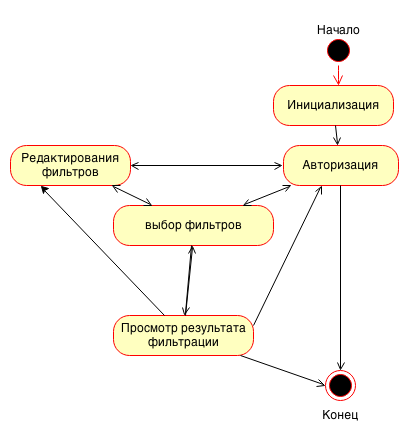 Начало
Инициализация
Редактирования
фильтров
Авторизация
выбор фильтров
Просмотр результата
фильтрации
Конец